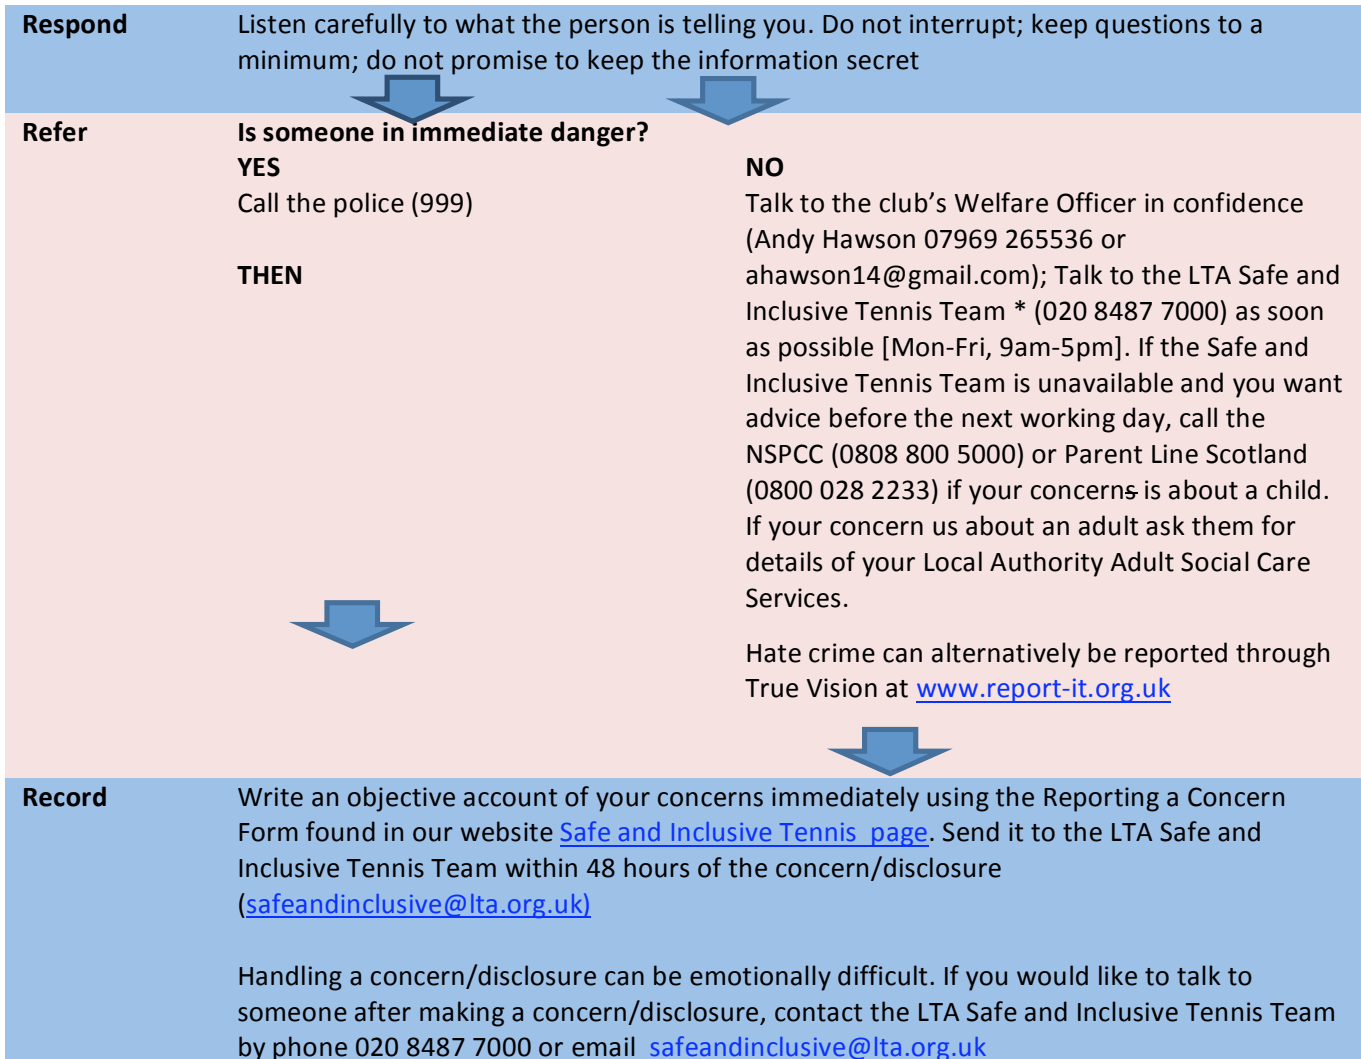 Respond
Listen carefully to what the person is telling you. Do not interrupt; keep questions to a
minimum; do not promise to keep the information secret
Refer
Is someone in immediate danger?
YES
Call the police (999)
THEN
NO
Talk to the club’s Welfare Officer in confidence
(Andy Hawson 07969 265536 or
ahawson14@gmail.com); Talk to the LTA Safe and
Inclusive Tennis Team * (020 8487 7000) as soon
as possible [Mon-Fri, 9am-5pm]. If the Safe and
Inclusive Tennis Team is unavailable and you want
advice before the next working day, call the
NSPCC (0808 800 5000) or Parent Line Scotland
(0800 028 2233) if your concerns is about a child.
If your concern us about an adult ask them for
details of your Local Authority Adult Social Care
Services.
Hate crime can alternatively be reported through
True Vision at www.report-it.org.uk
Record
Write an objective account of your concerns immediately using the Reporting a Concern
Form found in our website Safe and Inclusive Tennis  page. Send it to the LTA Safe and
Inclusive Tennis Team within 48 hours of the concern/disclosure
(safeandinclusive@lta.org.uk)
Handling a concern/disclosure can be emotionally difficult. If you would like to talk to
someone after making a concern/disclosure, contact the LTA Safe and Inclusive Tennis Team
by phone 020 8487 7000 or email  safeandinclusive@lta.org.uk